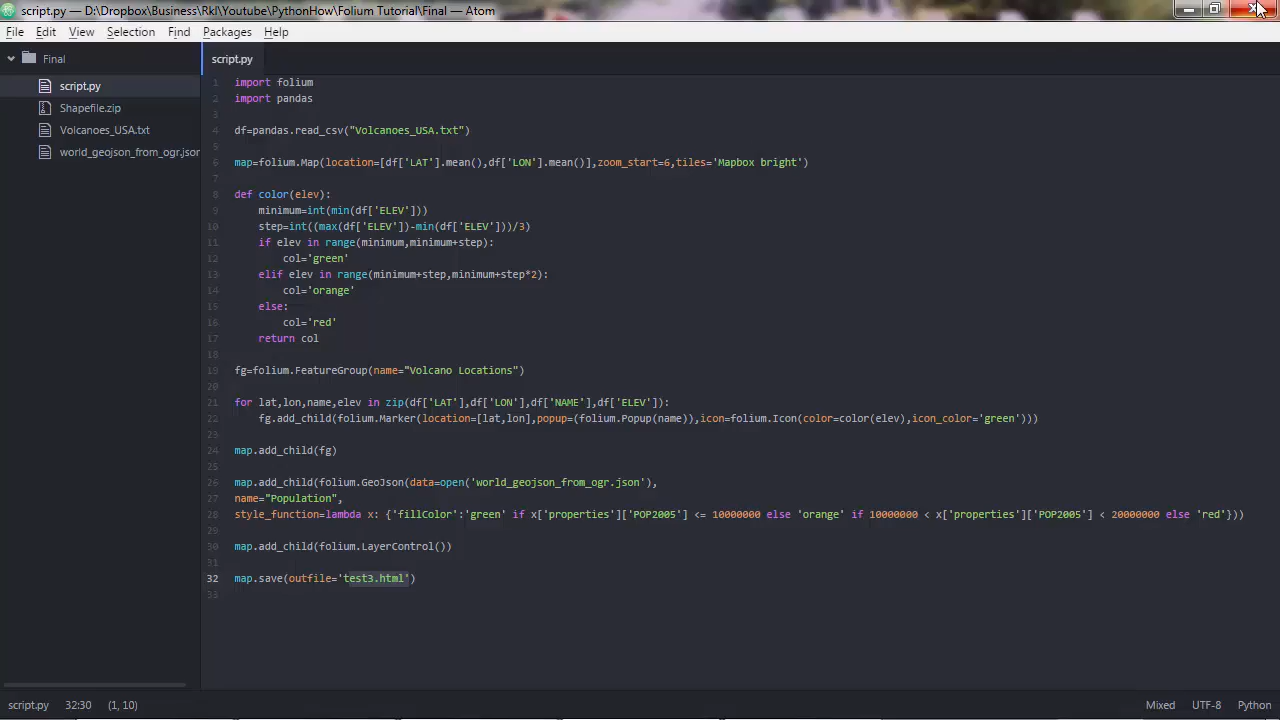 script.py — D:\Dropbox\Business\Rkl\Youtube\PythonHow\Folium Tutorial\Final — Atom
File Edit View Selection Find Packages Help
Final
script.py
Shapefile.zip
Volcanoes_USA.txt
world_geojson_from_ogr.json
script.py
1 import folium
2 import pandas
3
4 df=pandas.read_csv("Volcanoes_USA.txt")
5
6 map=folium.Map(location=[df['LAT'].mean(),df['LON'].mean()],zoom_start=6,tiles='Mapbox bright')
7
8 def color(elev):
9 minimum=int(min(df['ELEV']))
10 step=int((max(df['ELEV'])-min(df['ELEV']))/3)
11 if elev in range(minimum,minimum+step):
12 col='green'
13 elif elev in range(minimum+step,minimum+step*2):
14 col='orange'
15 else:
16 col='red'
17 return col
18
19 fg=folium.FeatureGroup(name="Volcano Locations")
20
21 for lat,lon,name,elev in zip(df['LAT'],df['LON'],df['NAME'],df['ELEV']):
22 fg.add_child(folium.Marker(location=[lat,lon],popup=(folium.Popup(name)),icon=folium.Icon(color=color(elev),icon_color='green')))
23
24 map.add_child(fg)
25
26 map.add_child(folium.GeoJson(data=open('world_geojson_from_ogr.json'),
27 name="Population",
28 style_function=lambda x: {'fillColor':'green' if x['properties']['POP2005'] <= 10000000 else 'orange' if 10000000 < x['properties']['POP2005'] < 20000000 else 'red'}))
29
30 map.add_child(folium.LayerControl())
31
32 map.save(outfile='test3.html')
33
script.py 32:30 (1, 10) Mixed UTF-8 Python